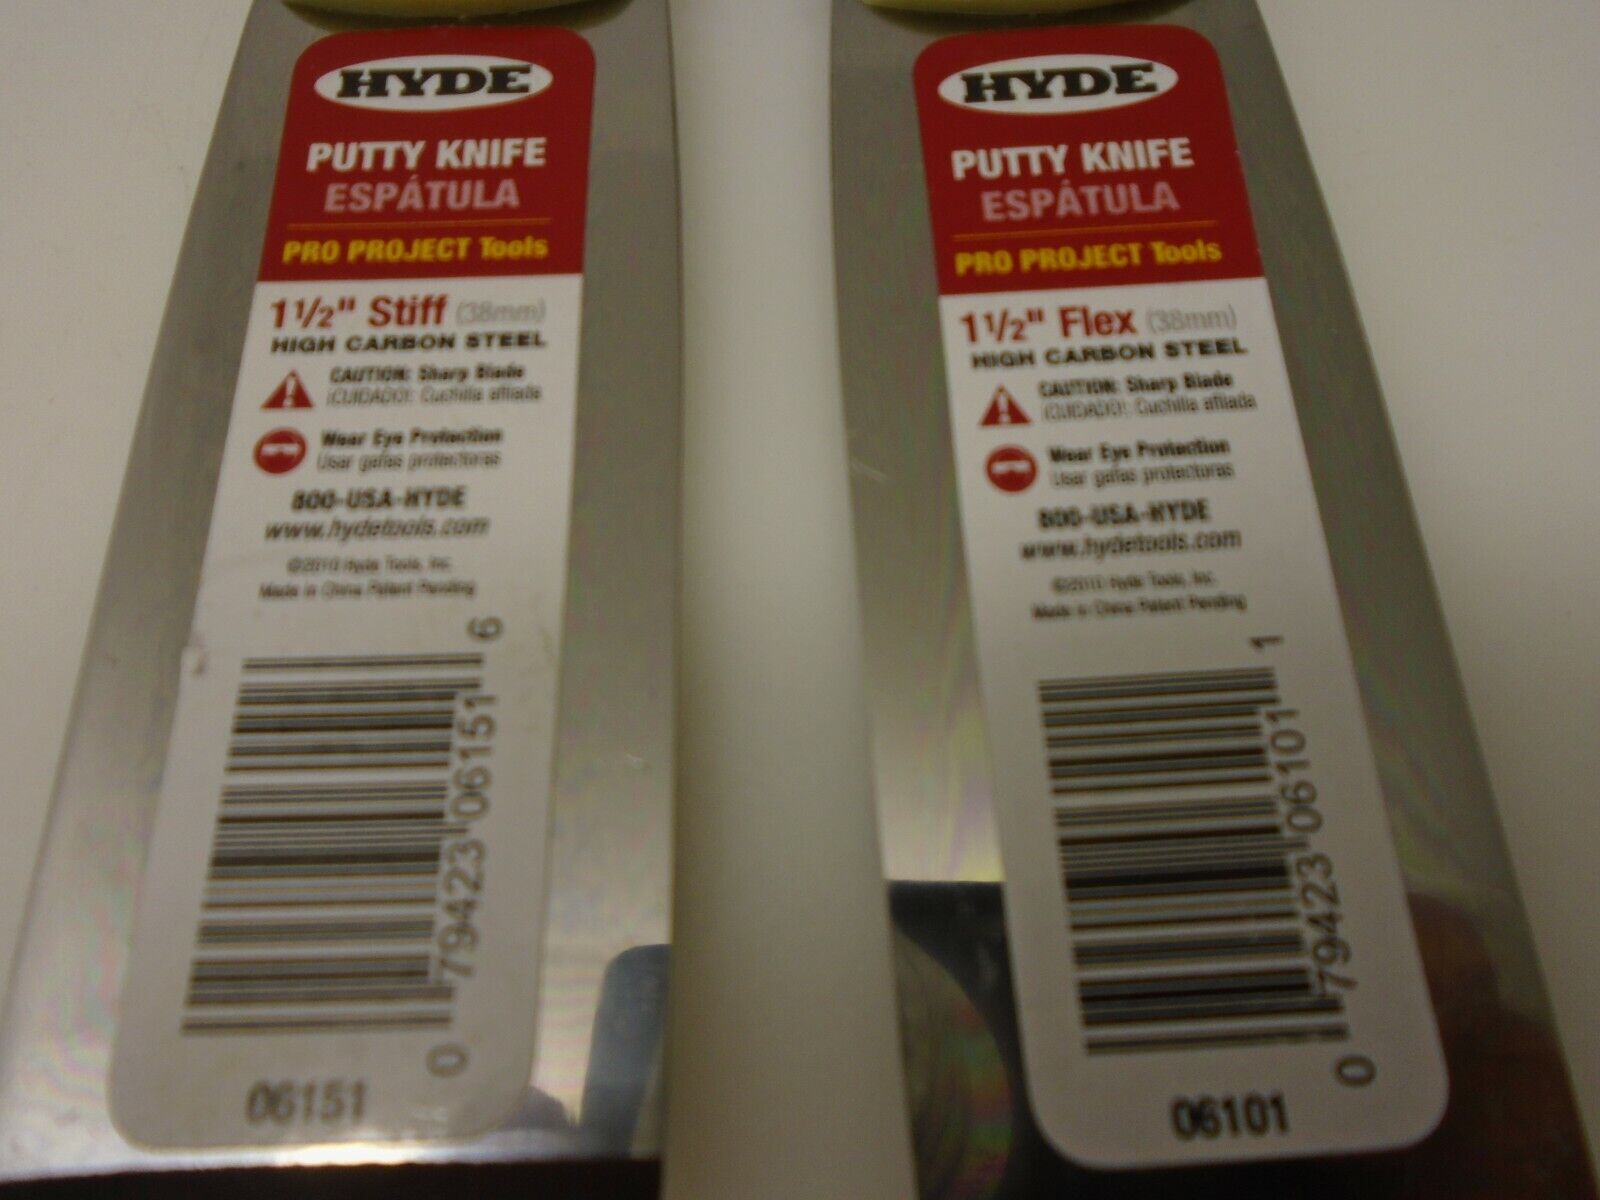 HYDE
PUTTY KNIFE
ESPÁTULA
PRO PROJECT Tools
1 1/2" Stiff (38mm)
HIGH CARBON STEEL
CAUTION: Sharp Blade
¡CUIDADO!: Cuchilla afilada
Wear Eye Protection
Usar gafas protectoras
800-USA-HYDE
www.hydetools.com
©2010 Hyde Tools, Inc.
Made in China Patent Pending
0 79423 06151 6
06151
HYDE
PUTTY KNIFE
ESPÁTULA
PRO PROJECT Tools
1 1/2" Flex (38mm)
HIGH CARBON STEEL
CAUTION: Sharp Blade
¡CUIDADO!: Cuchilla afilada
Wear Eye Protection
Usar gafas protectoras
800-USA-HYDE
www.hydetools.com
©2010 Hyde Tools, Inc.
Made in China Patent Pending
0 79423 06101 1
06101